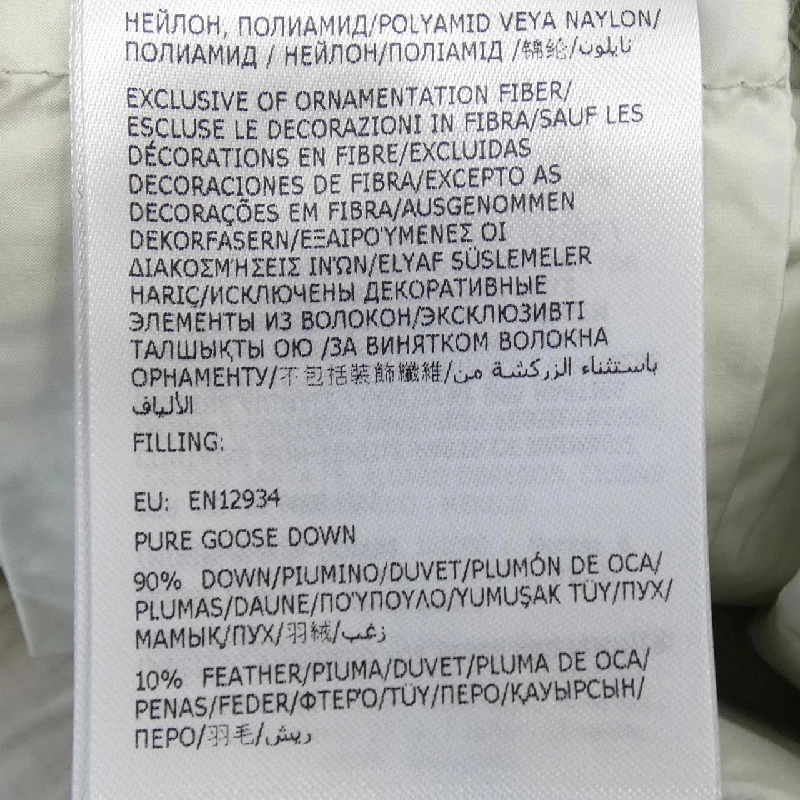 НЕЙЛОН, ПОЛИАМИД/POLYAMID VEYA NAYLON/
ПОЛИАМИД / НЕЙЛОН/ПОЛІАМІД /锦纶/نايلون
EXCLUSIVE OF ORNAMENTATION FIBER/
ESCLUSE LE DECORAZIONI IN FIBRA/SAUF LES
DÉCORATIONS EN FIBRE/EXCLUIDAS
DECORACIONES DE FIBRA/EXCEPTO AS
DECORAÇÕES EM FIBRA/AUSGENOMMEN
DEKORFASERN/ΕΞΑΙΡΟΎΜΕΝΕΣ ΟΙ
ΔΙΑΚΟΣΜΉΣΕΙΣ ΙΝΏΝ/ELYAF SÜSLEMELER
HARIÇ/ИСКЛЮЧЕНЫ ДЕКОРАТИВНЫЕ
ЭЛЕМЕНТЫ ИЗ ВОЛОКОН/ЭКСКЛЮЗИВТІ
ТАЛШЫҚТЫ ОЮ /ЗА ВИНЯТКОМ ВОЛОКНА
ОРНАМЕНТУ/不包括装飾纖維/باستثناء الزركشة من
الألياف
FILLING:
EU: EN12934
PURE GOOSE DOWN
90% DOWN/PIUMINO/DUVET/PLUMÓN DE OCA/
PLUMAS/DAUNE/ΠΟΎΠΟΥΛΟ/YUMUŞAK TÜY/ПУХ/
МАМЫҚ/ПУХ/羽絨/زغب
10% FEATHER/PIUMA/DUVET/PLUMA DE OCA/
PENAS/FEDER/ΦΤΕΡΌ/TÜY/ПЕРО/ҚАУЫРСЫН/
ПЕРО/羽毛/ريش